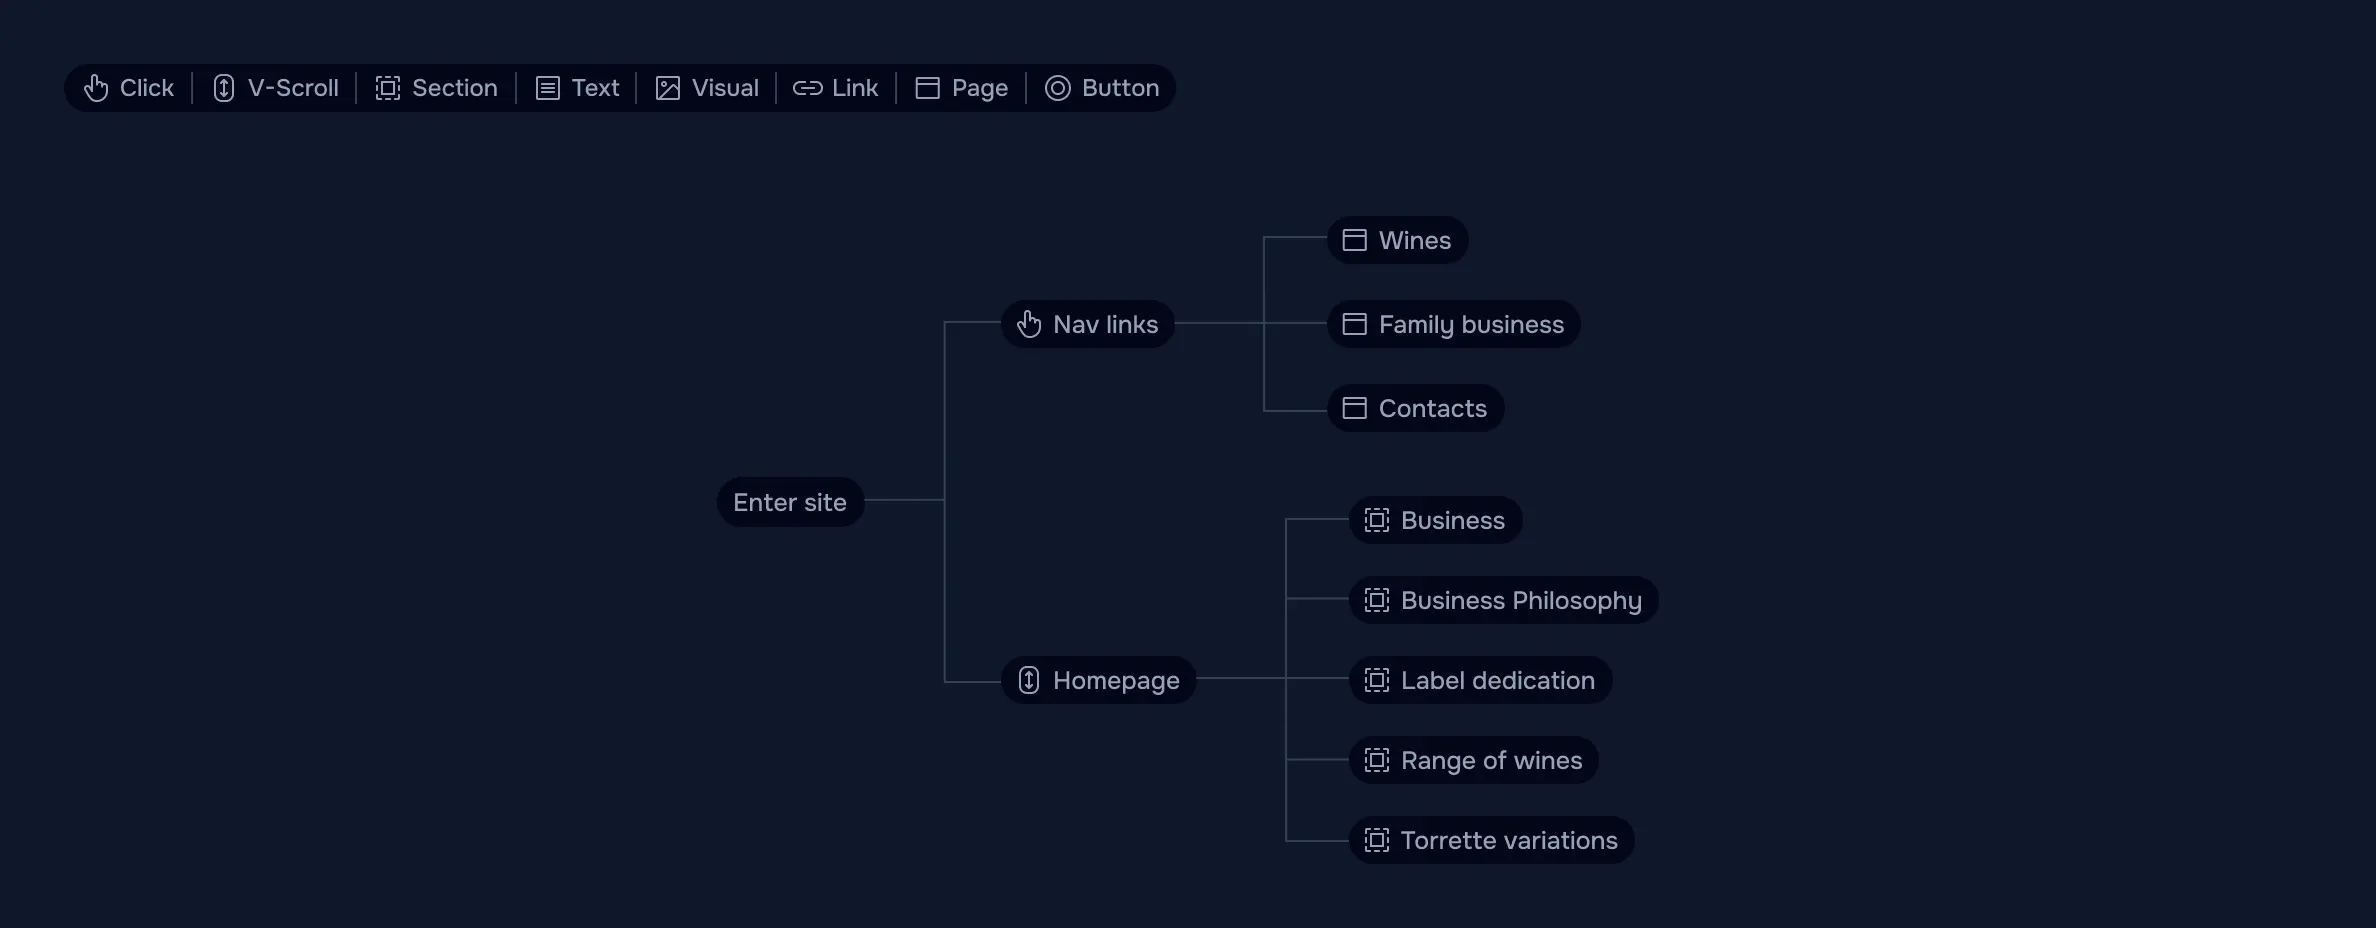 Click
V-Scroll
Section
Text
Visual
Link
Page
Button
Wines
Nav links
Family business
Contacts
Enter site
Business
Business Philosophy
Homepage
Label dedication
Range of wines
Torrette variations